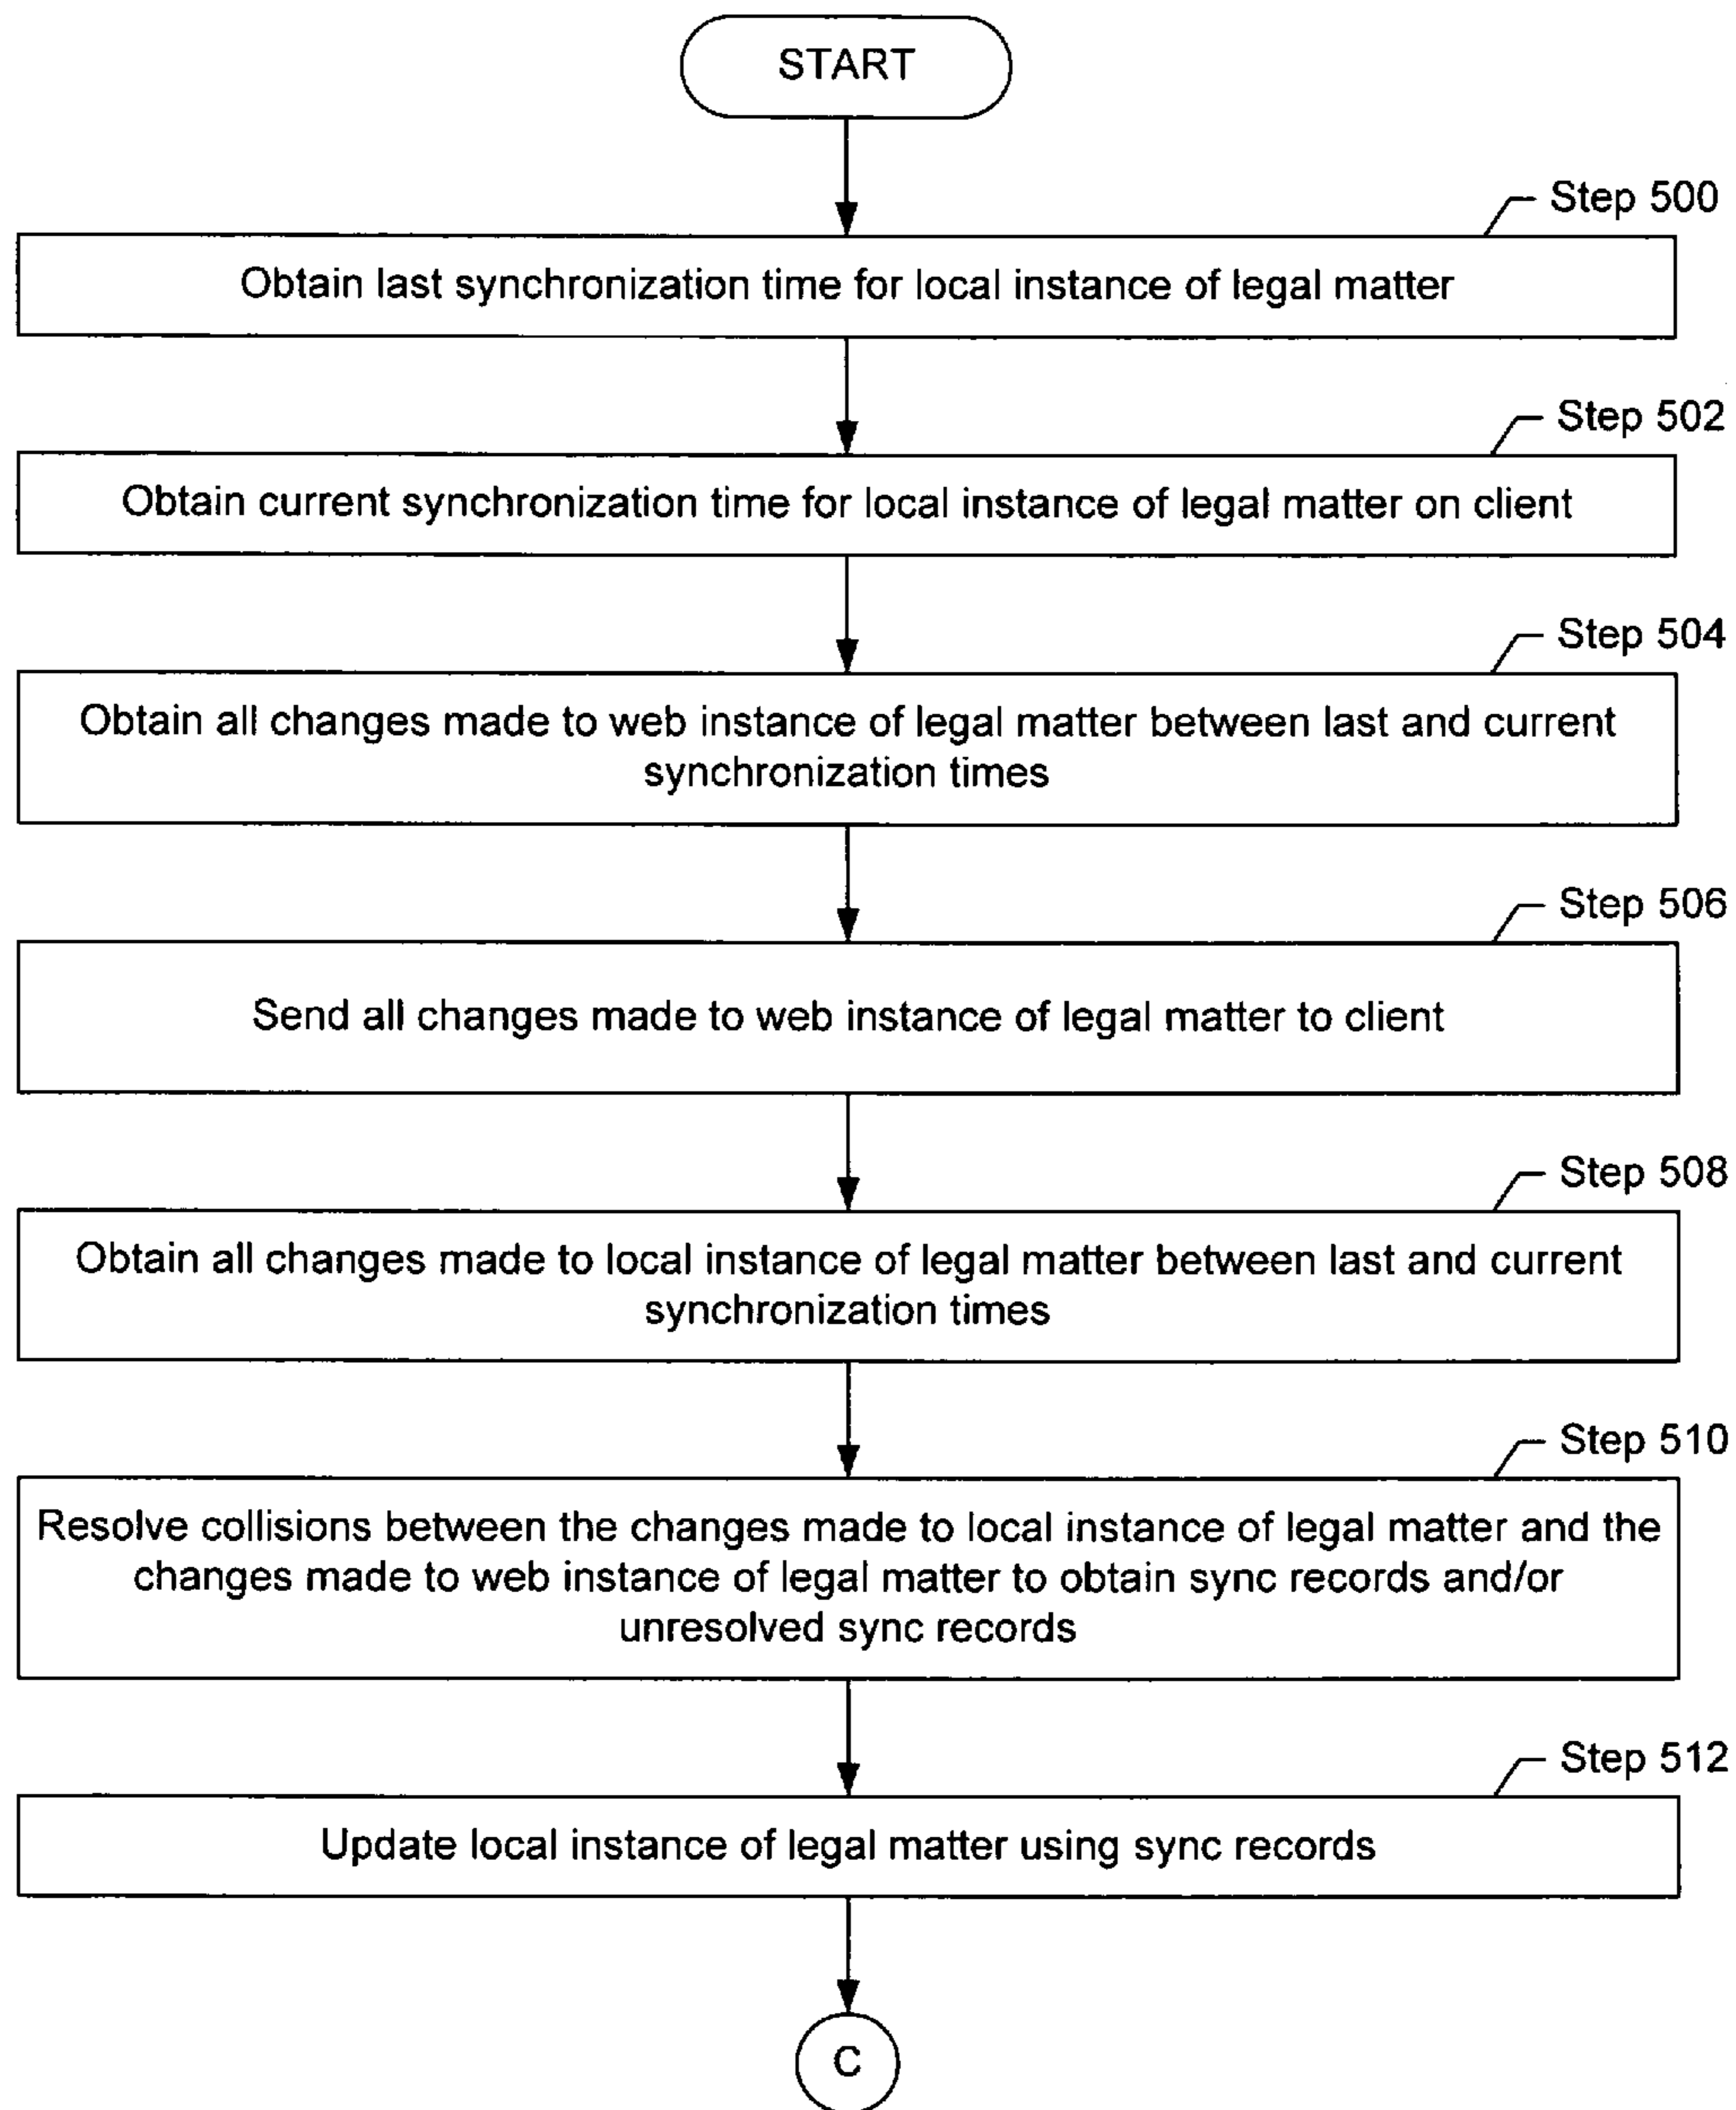 START
Step 500
Obtain last synchronization time for local instance of legal matter
Step 502
Obtain current synchronization time for local instance of legal matter on client
Step 504
Obtain all changes made to web instance of legal matter between last and current
synchronization times
Step 506
Send all changes made to web instance of legal matter to client
Step 508
Obtain all changes made to local instance of legal matter between last and current
synchronization times
Step 510
Resolve collisions between the changes made to local instance of legal matter and the
changes made to web instance of legal matter to obtain sync records and/or
unresolved sync records
Step 512
Update local instance of legal matter using sync records
C